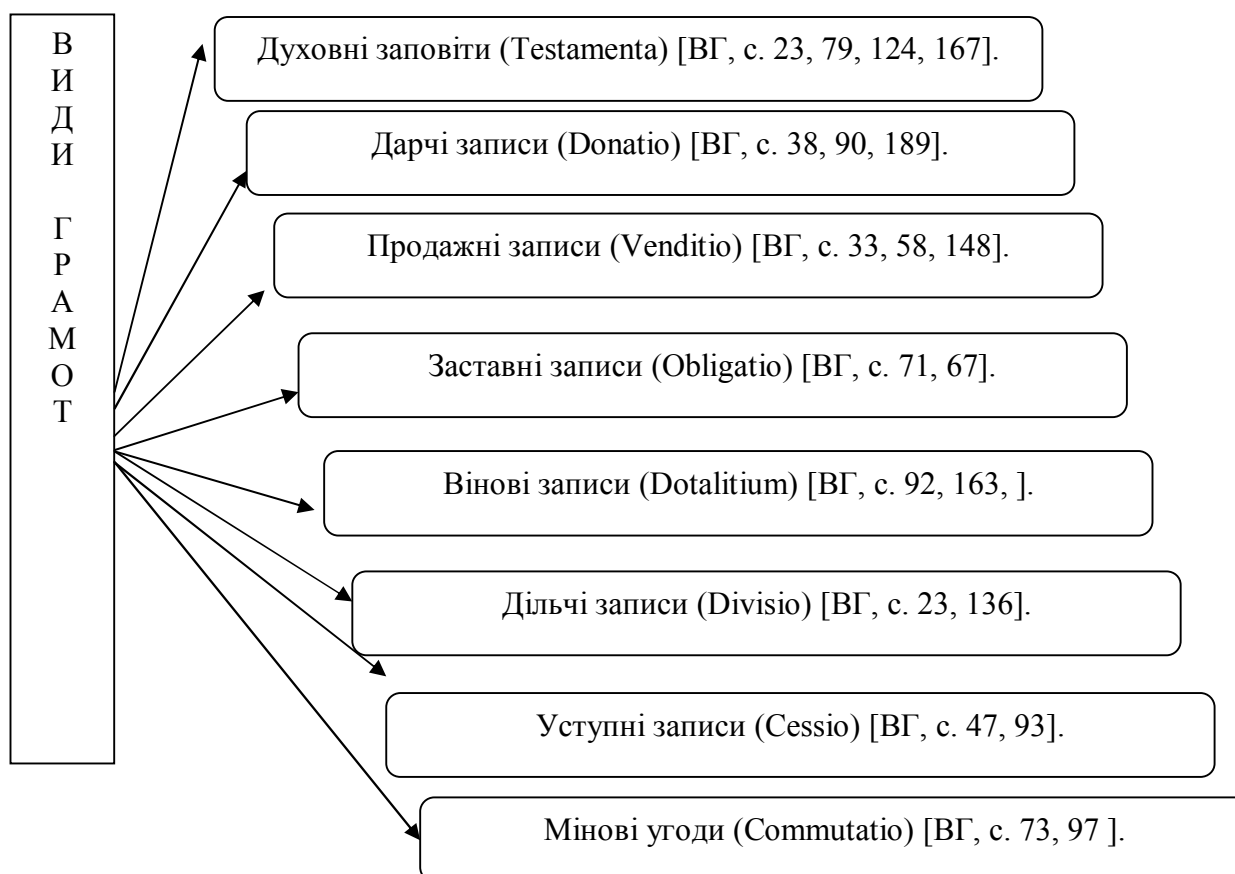 ВИДИ ГРАМОТ
Духовні заповіти (Testamenta) [ВГ, с. 23, 79, 124, 167].
Дарчі записи (Donatio) [ВГ, с. 38, 90, 189].
Продажні записи (Venditio) [ВГ, с. 33, 58, 148].
Заставні записи (Obligatio) [ВГ, с. 71, 67].
Вінові записи (Dotalitium) [ВГ, с. 92, 163, ].
Дільчі записи (Divisio) [ВГ, с. 23, 136].
Уступні записи (Cessio) [ВГ, с. 47, 93].
Мінові угоди (Commutatio) [ВГ, с. 73, 97 ].